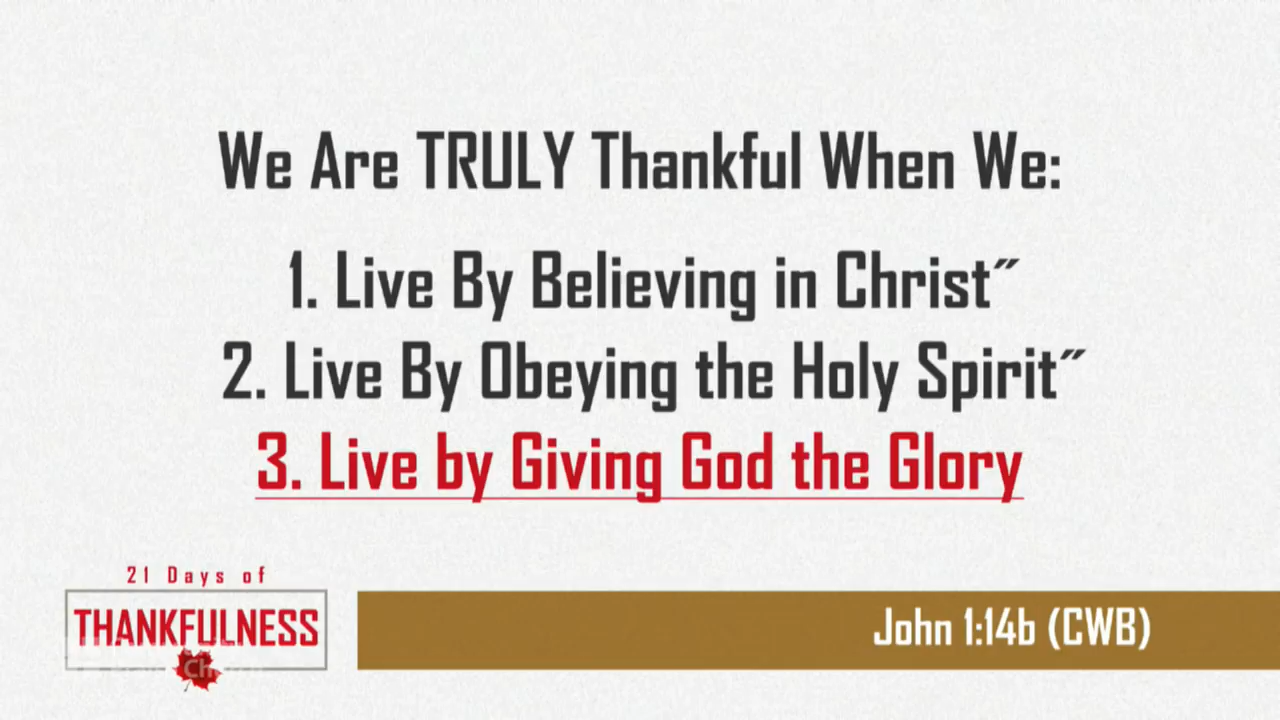 We Are TRULY Thankful When We:
1. Live By Believing in Christ”
2. Live By Obeying the Holy Spirit”
3. Live by Giving God the Glory
21 Days of
THANKFULNESS
John 1:14b (CWB)